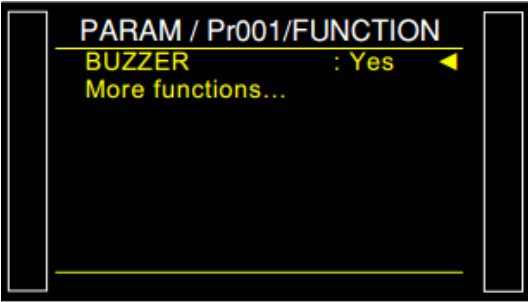 PARAM / Pr001/FUNCTION
BUZZER : Yes ◄
More functions...